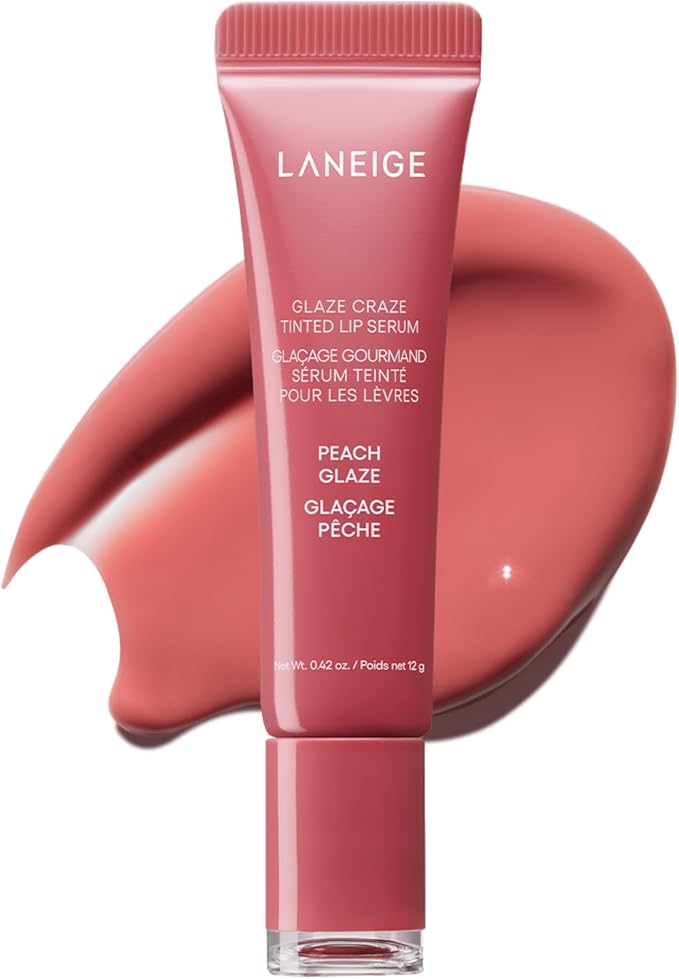 LANEIGE
GLAZE CRAZE
TINTED LIP SERUM
GLAÇAGE GOURMAND
SÉRUM TEINTÉ
POUR LES LÈVRES
PEACH
GLAZE
GLAÇAGE
PÊCHE
Net Wt. 0.42 oz. / Poids net 12 g